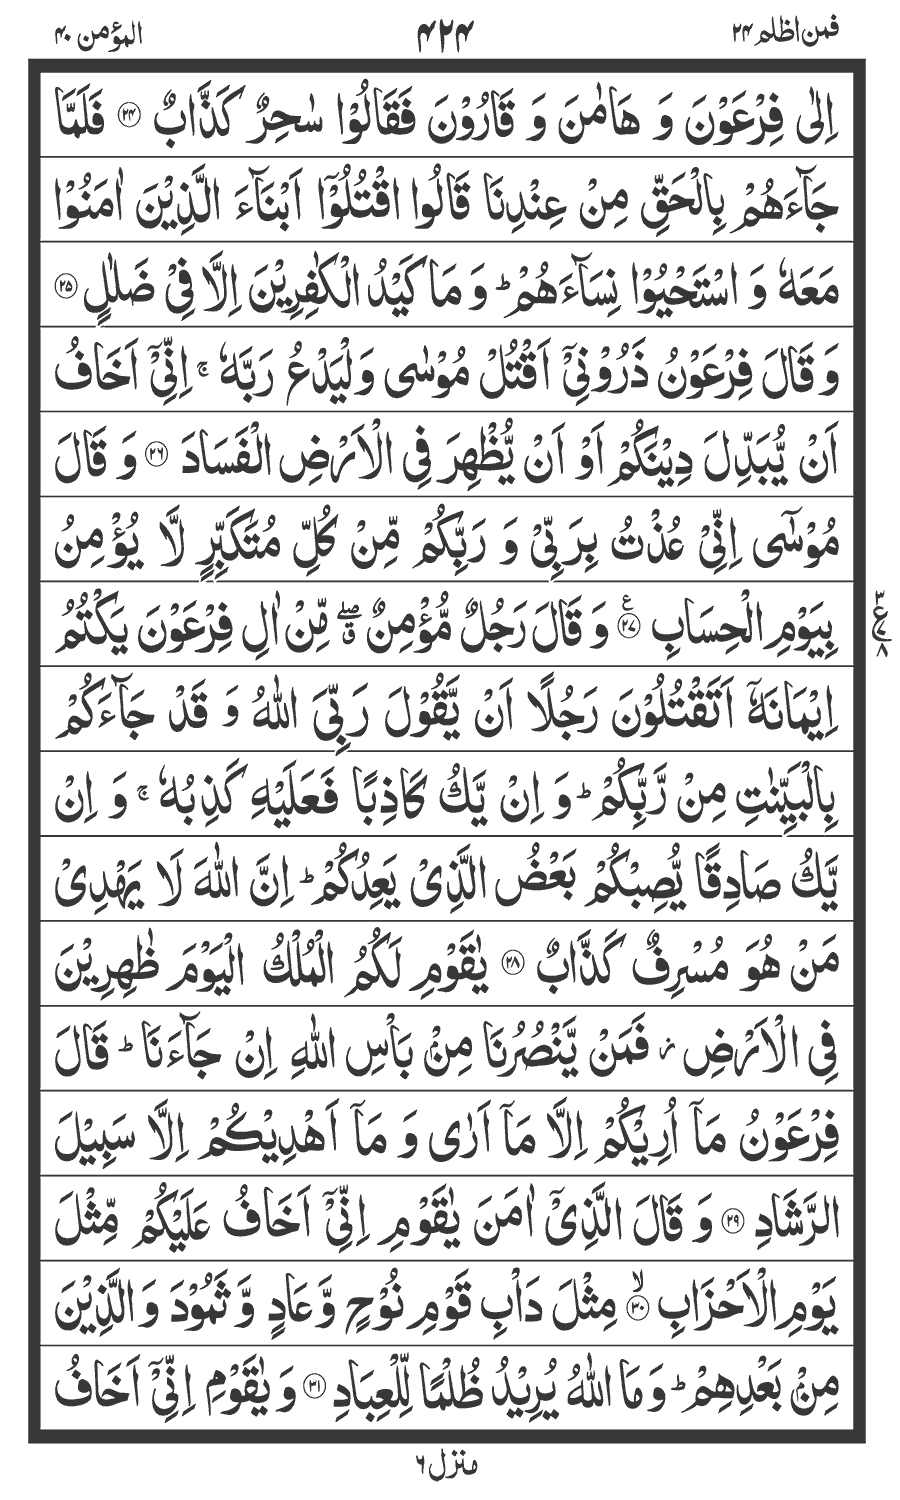 فمن اظلم ۲۴ ۴۲۴ المؤمن ۴۰
اِلٰی فِرْعَوْنَ وَ هَامٰنَ وَ قَارُوْنَ فَقَالُوْا سٰحِرٌ كَذَّابٌ ۲۴ فَلَمَّا
جَآءَهُمْ بِالْحَقِّ مِنْ عِنْدِنَا قَالُوا اقْتُلُوْۤا اَبْنَآءَ الَّذِیْنَ اٰمَنُوْا
مَعَهٗ وَ اسْتَحْیُوْا نِسَآءَهُمْ ؕ وَ مَا كَیْدُ الْكٰفِرِیْنَ اِلَّا فِیْ ضَلٰلٍ ۲۵
وَ قَالَ فِرْعَوْنُ ذَرُوْنِیْۤ اَقْتُلْ مُوْسٰی وَلْیَدْعُ رَبَّهٗ ۚ اِنِّیْۤ اَخَافُ
اَنْ یُّبَدِّلَ دِیْنَكُمْ اَوْ اَنْ یُّظْهِرَ فِی الْاَرْضِ الْفَسَادَ ۲۶ وَ قَالَ
مُوْسٰۤی اِنِّیْ عُذْتُ بِرَبِّیْ وَ رَبِّكُمْ مِّنْ كُلِّ مُتَكَبِّرٍ لَّا یُؤْمِنُ
بِیَوْمِ الْحِسَابِ ۲۷ ع وَ قَالَ رَجُلٌ مُّؤْمِنٌ ۖۗ مِّنْ اٰلِ فِرْعَوْنَ یَكْتُمُ
۳ ع ۸
اِیْمَانَهٗۤ اَتَقْتُلُوْنَ رَجُلًا اَنْ یَّقُوْلَ رَبِّیَ اللّٰهُ وَ قَدْ جَآءَكُمْ
بِالْبَیِّنٰتِ مِنْ رَّبِّكُمْ ؕ وَ اِنْ یَّكُ كَاذِبًا فَعَلَیْهِ كَذِبُهٗ ۚ وَ اِنْ
یَّكُ صَادِقًا یُّصِبْكُمْ بَعْضُ الَّذِیْ یَعِدُكُمْ ؕ اِنَّ اللّٰهَ لَا یَهْدِیْ
مَنْ هُوَ مُسْرِفٌ كَذَّابٌ ۲۸ یٰقَوْمِ لَكُمُ الْمُلْكُ الْیَوْمَ ظٰهِرِیْنَ
فِی الْاَرْضِ ؗ فَمَنْ یَّنْصُرُنَا مِنْۢ بَاْسِ اللّٰهِ اِنْ جَآءَنَا ؕ قَالَ
فِرْعَوْنُ مَاۤ اُرِیْكُمْ اِلَّا مَاۤ اَرٰی وَ مَاۤ اَهْدِیْكُمْ اِلَّا سَبِیْلَ
الرَّشَادِ ۲۹ وَ قَالَ الَّذِیْۤ اٰمَنَ یٰقَوْمِ اِنِّیْۤ اَخَافُ عَلَیْكُمْ مِّثْلَ
یَوْمِ الْاَحْزَابِ ۳۰ ۙ مِثْلَ دَاْبِ قَوْمِ نُوْحٍ وَّ عَادٍ وَّ ثَمُوْدَ وَ الَّذِیْنَ
مِنْۢ بَعْدِهِمْ ؕ وَ مَا اللّٰهُ یُرِیْدُ ظُلْمًا لِّلْعِبَادِ ۳۱ وَ یٰقَوْمِ اِنِّیْۤ اَخَافُ
منزل ۶